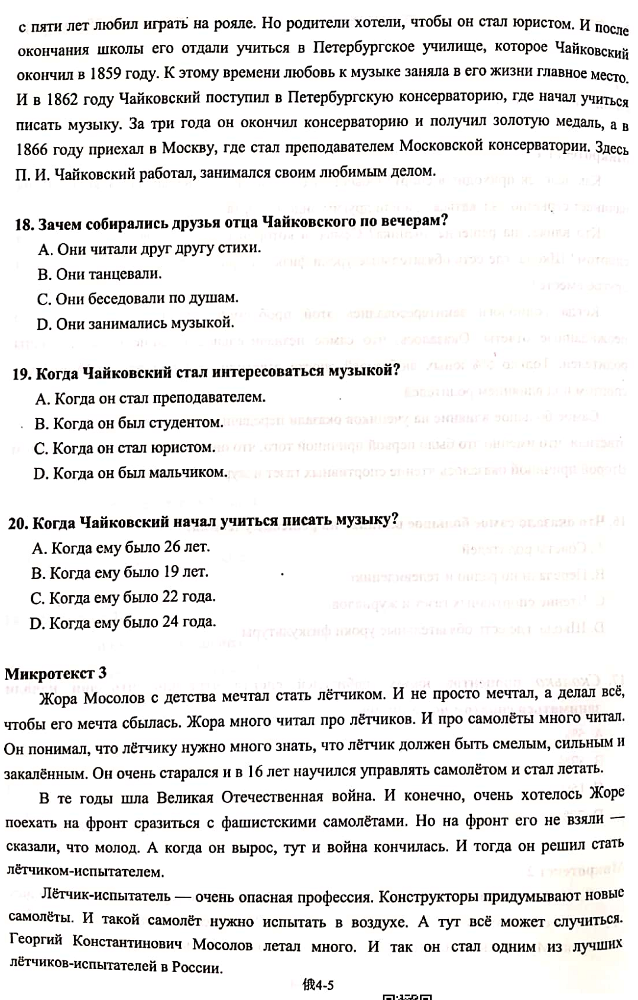 с пяти лет любил играть на рояле. Но родители хотели, чтобы он стал юристом. И после
окончания школы его отдали учиться в Петербургское училище, которое Чайковский
окончил в 1859 году. К этому времени любовь к музыке заняла в его жизни главное место.
И в 1862 году Чайковский поступил в Петербургскую консерваторию, где начал учиться
писать музыку. За три года он окончил консерваторию и получил золотую медаль, а в
1866 году приехал в Москву, где стал преподавателем Московской консерватории. Здесь
П. И. Чайковский работал, занимался своим любимым делом.
18. Зачем собирались друзья отца Чайковского по вечерам?
A. Они читали друг другу стихи.
B. Они танцевали.
C. Они беседовали по душам.
D. Они занимались музыкой.
19. Когда Чайковский стал интересоваться музыкой?
A. Когда он стал преподавателем.
B. Когда он был студентом.
C. Когда он стал юристом.
D. Когда он был мальчиком.
20. Когда Чайковский начал учиться писать музыку?
A. Когда ему было 26 лет.
B. Когда ему было 19 лет.
C. Когда ему было 22 года.
D. Когда ему было 24 года.
Микротекст 3
Жора Мосолов с детства мечтал стать лётчиком. И не просто мечтал, а делал всё,
чтобы его мечта сбылась. Жора много читал про лётчиков. И про самолёты много читал.
Он понимал, что лётчику нужно много знать, что лётчик должен быть смелым, сильным и
закалённым. Он очень старался и в 16 лет научился управлять самолётом и стал летать.
В те годы шла Великая Отечественная война. И конечно, очень хотелось Жоре
поехать на фронт сразиться с фашистскими самолётами. Но на фронт его не взяли —
сказали, что молод. А когда он вырос, тут и война кончилась. И тогда он решил стать
лётчиком-испытателем.
Лётчик-испытатель — очень опасная профессия. Конструкторы придумывают новые
самолёты. И такой самолёт нужно испытать в воздухе. А тут всё может случиться.
Георгий Константинович Мосолов летал много. И так он стал одним из лучших
лётчиков-испытателей в России.
俄4-5